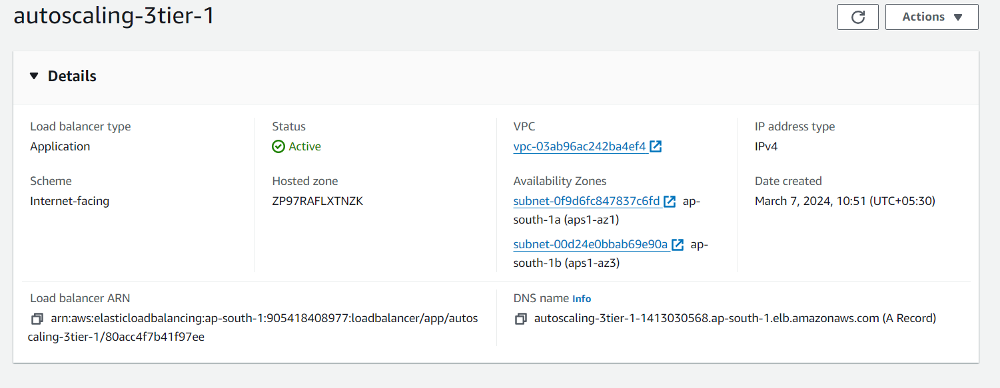 autoscaling-3tier-1
Actions
Details
Load balancer type
Application
Status
Active
VPC
vpc-03ab96ac242ba4ef4
IP address type
IPv4
Scheme
Internet-facing
Hosted zone
ZP97RAFLXTNZK
Availability Zones
subnet-0f9d6fc847837c6fd ap-
south-1a (aps1-az1)
subnet-00d24e0bbab69e90a ap-
south-1b (aps1-az3)
Date created
March 7, 2024, 10:51 (UTC+05:30)
Load balancer ARN
arn:aws:elasticloadbalancing:ap-south-1:905418408977:loadbalancer/app/autos
caling-3tier-1/80acc4f7b41f97ee
DNS name Info
autoscaling-3tier-1-1413030568.ap-south-1.elb.amazonaws.com (A Record)